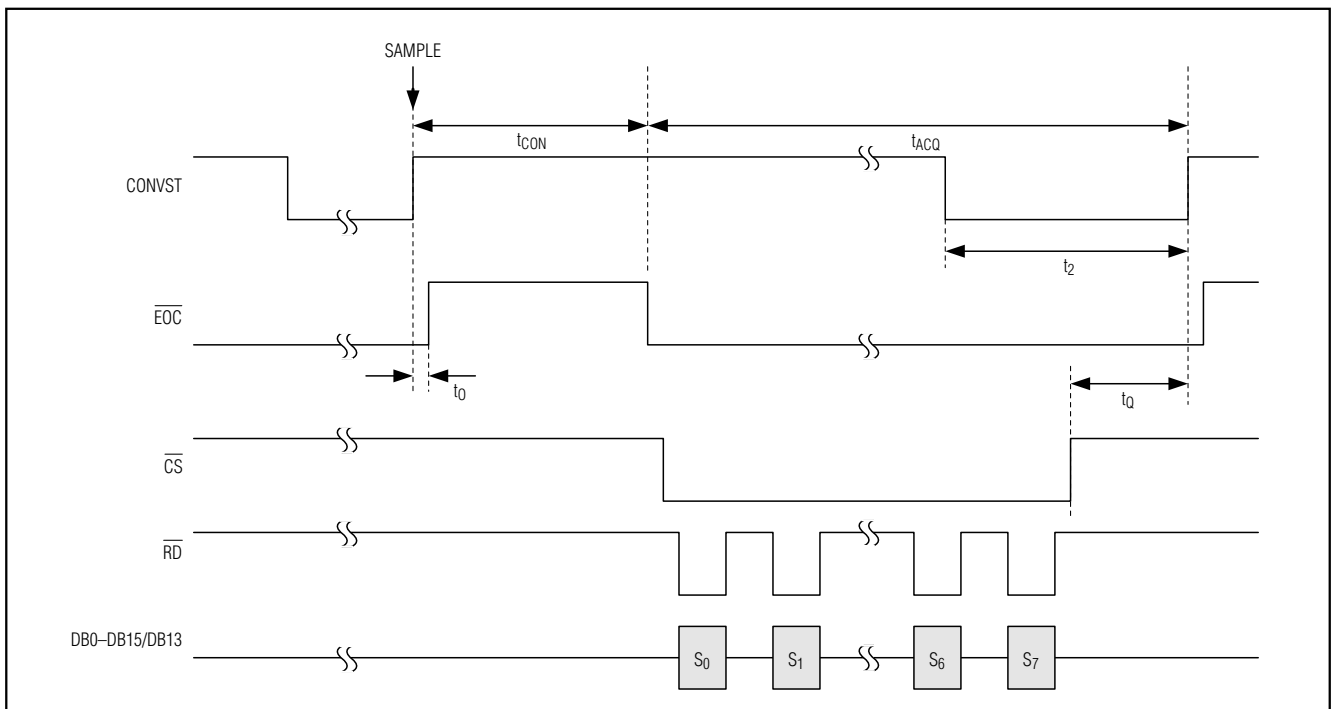 SAMPLE
tCON
tACQ
CONVST
t2
EOC
t0
tQ
CS
RD
DB0–DB15/DB13
S0
S1
S6
S7